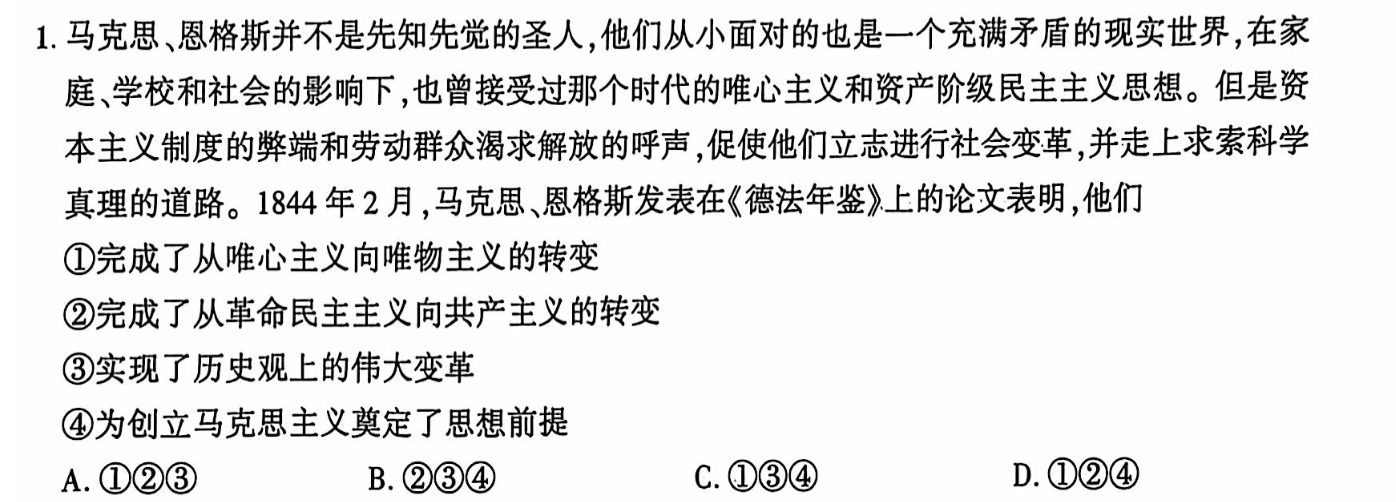 1. 马克思、恩格斯并不是先知先觉的圣人,他们从小面对的也是一个充满矛盾的现实世界,在家
庭、学校和社会的影响下,也曾接受过那个时代的唯心主义和资产阶级民主主义思想。但是资
本主义制度的弊端和劳动群众渴求解放的呼声,促使他们立志进行社会变革,并走上求索科学
真理的道路。1844 年 2 月,马克思、恩格斯发表在《德法年鉴》上的论文表明,他们
①完成了从唯心主义向唯物主义的转变
②完成了从革命民主主义向共产主义的转变
③实现了历史观上的伟大变革
④为创立马克思主义奠定了思想前提
A. ①②③ B. ②③④ C. ①③④ D. ①②④